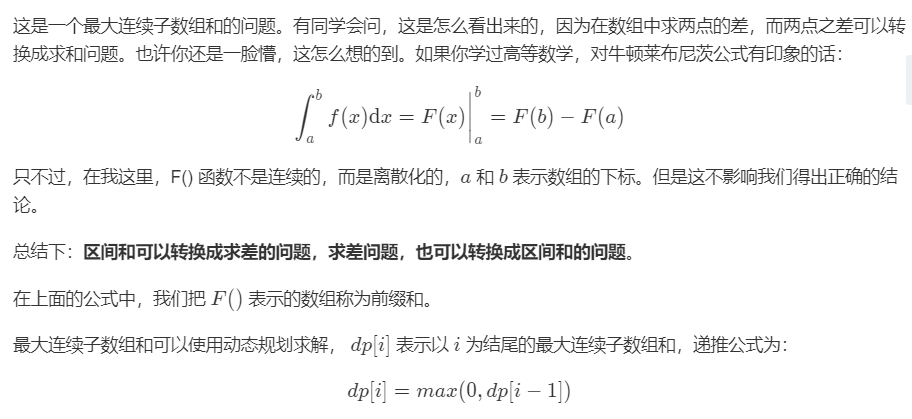 这是一个最大连续子数组和的问题。有同学会问，这是怎么看出来的，因为在数组中求两点的差，而两点之差可以转
换成求和问题。也许你还是一脸懵，这怎么想的到。如果你学过高等数学，对牛顿莱布尼茨公式有印象的话：
∫_a^b f(x)dx = F(x)|_a^b = F(b) − F(a)
只不过，在我这里，F() 函数不是连续的，而是离散化的，a 和 b 表示数组的下标。但是这不影响我们得出正确的结
论。
总结下：区间和可以转换成求差的问题，求差问题，也可以转换成区间和的问题。
在上面的公式中，我们把 F() 表示的数组称为前缀和。
最大连续子数组和可以使用动态规划求解， dp[i] 表示以 i 为结尾的最大连续子数组和，递推公式为：
dp[i] = max(0, dp[i − 1])